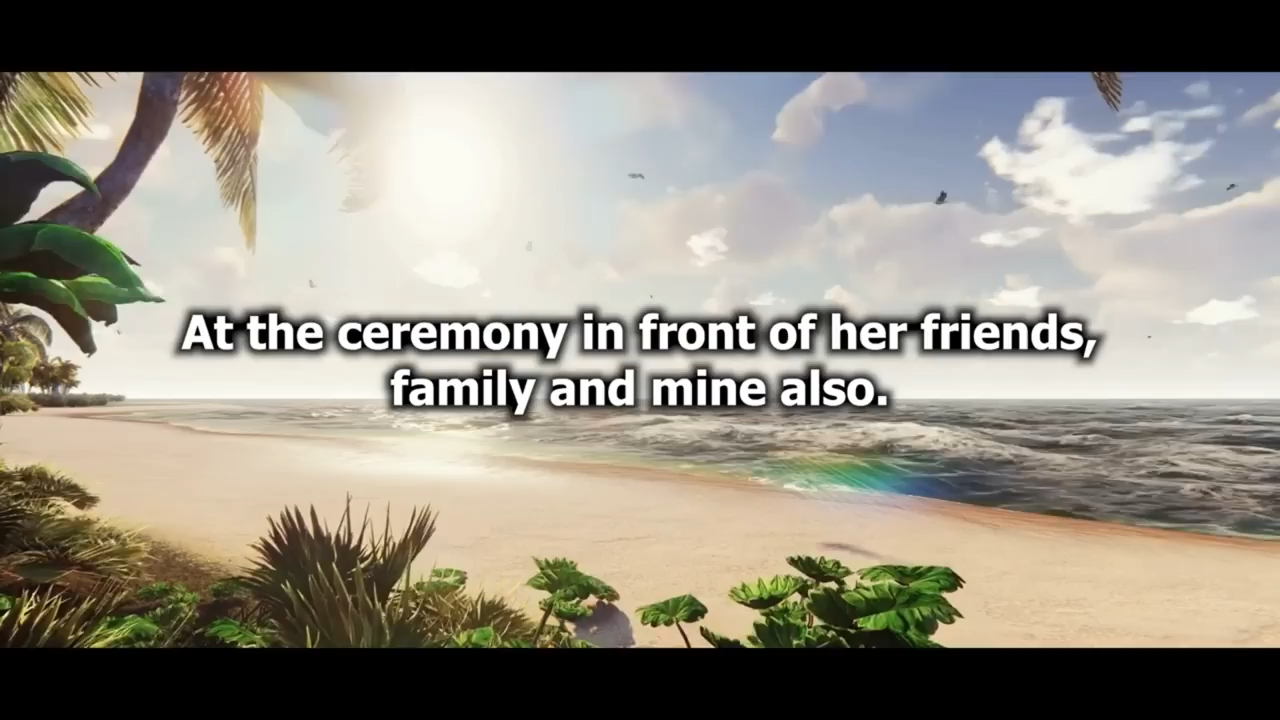 At the ceremony in front of her friends,
family and mine also.